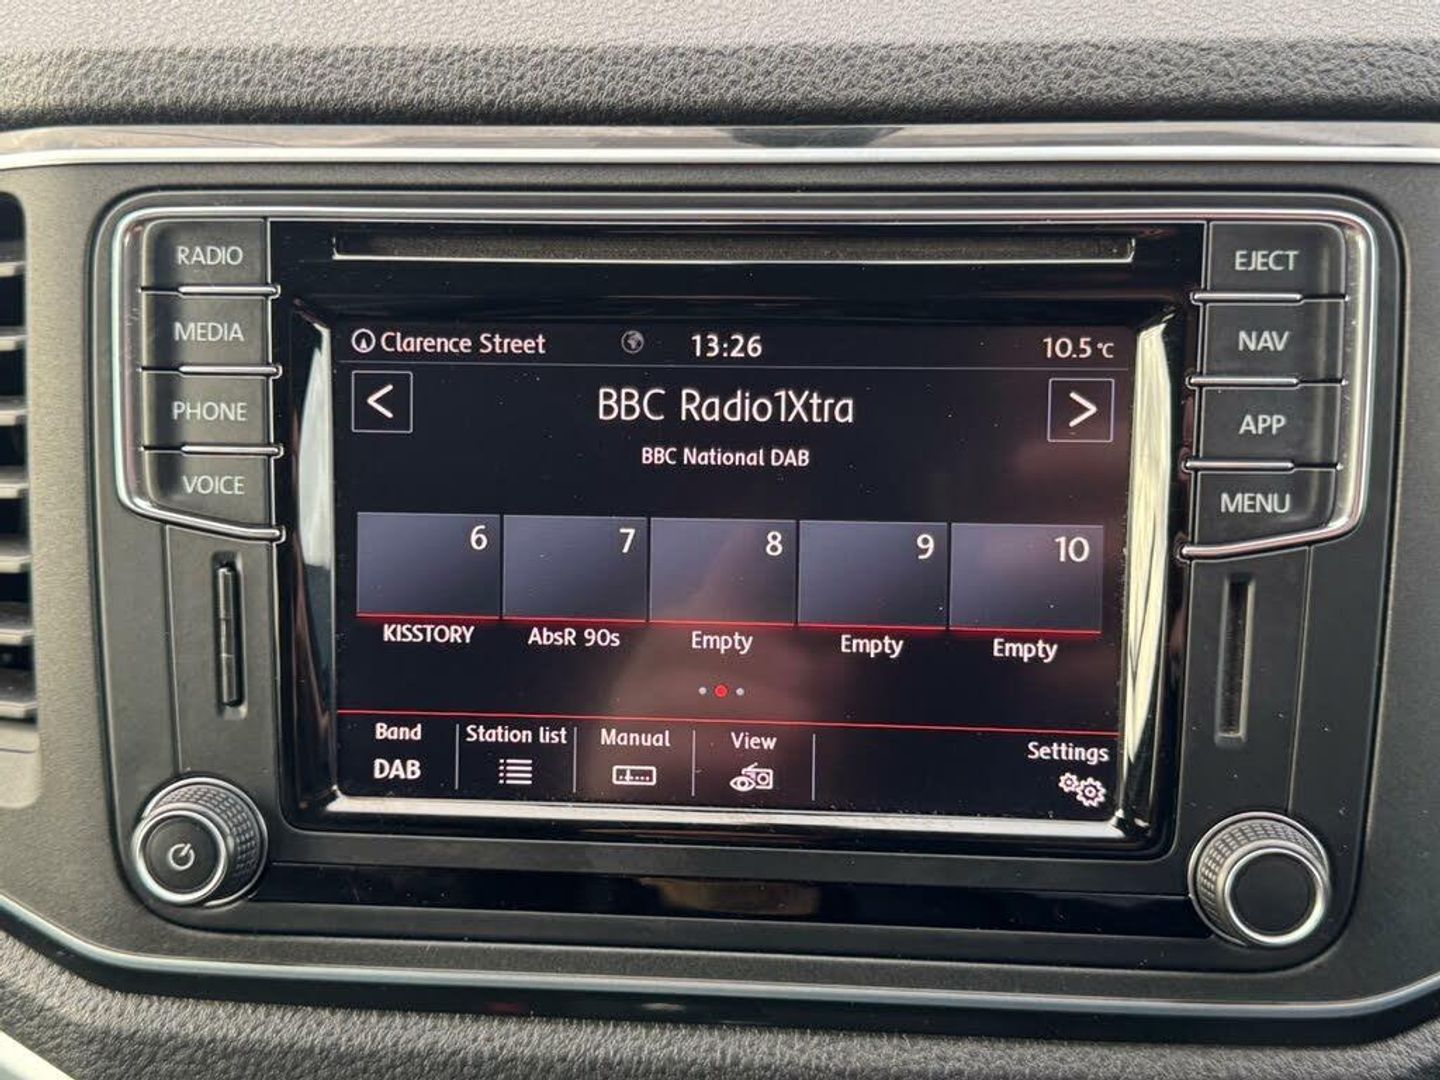 RADIO
MEDIA
PHONE
VOICE
EJECT
NAV
APP
MENU
Clarence Street 13:26 10.5 °C
< BBC Radio1Xtra >
BBC National DAB
6 7 8 9 10
KISSTORY AbsR 90s Empty Empty Empty
Band Station list Manual View Settings
DAB